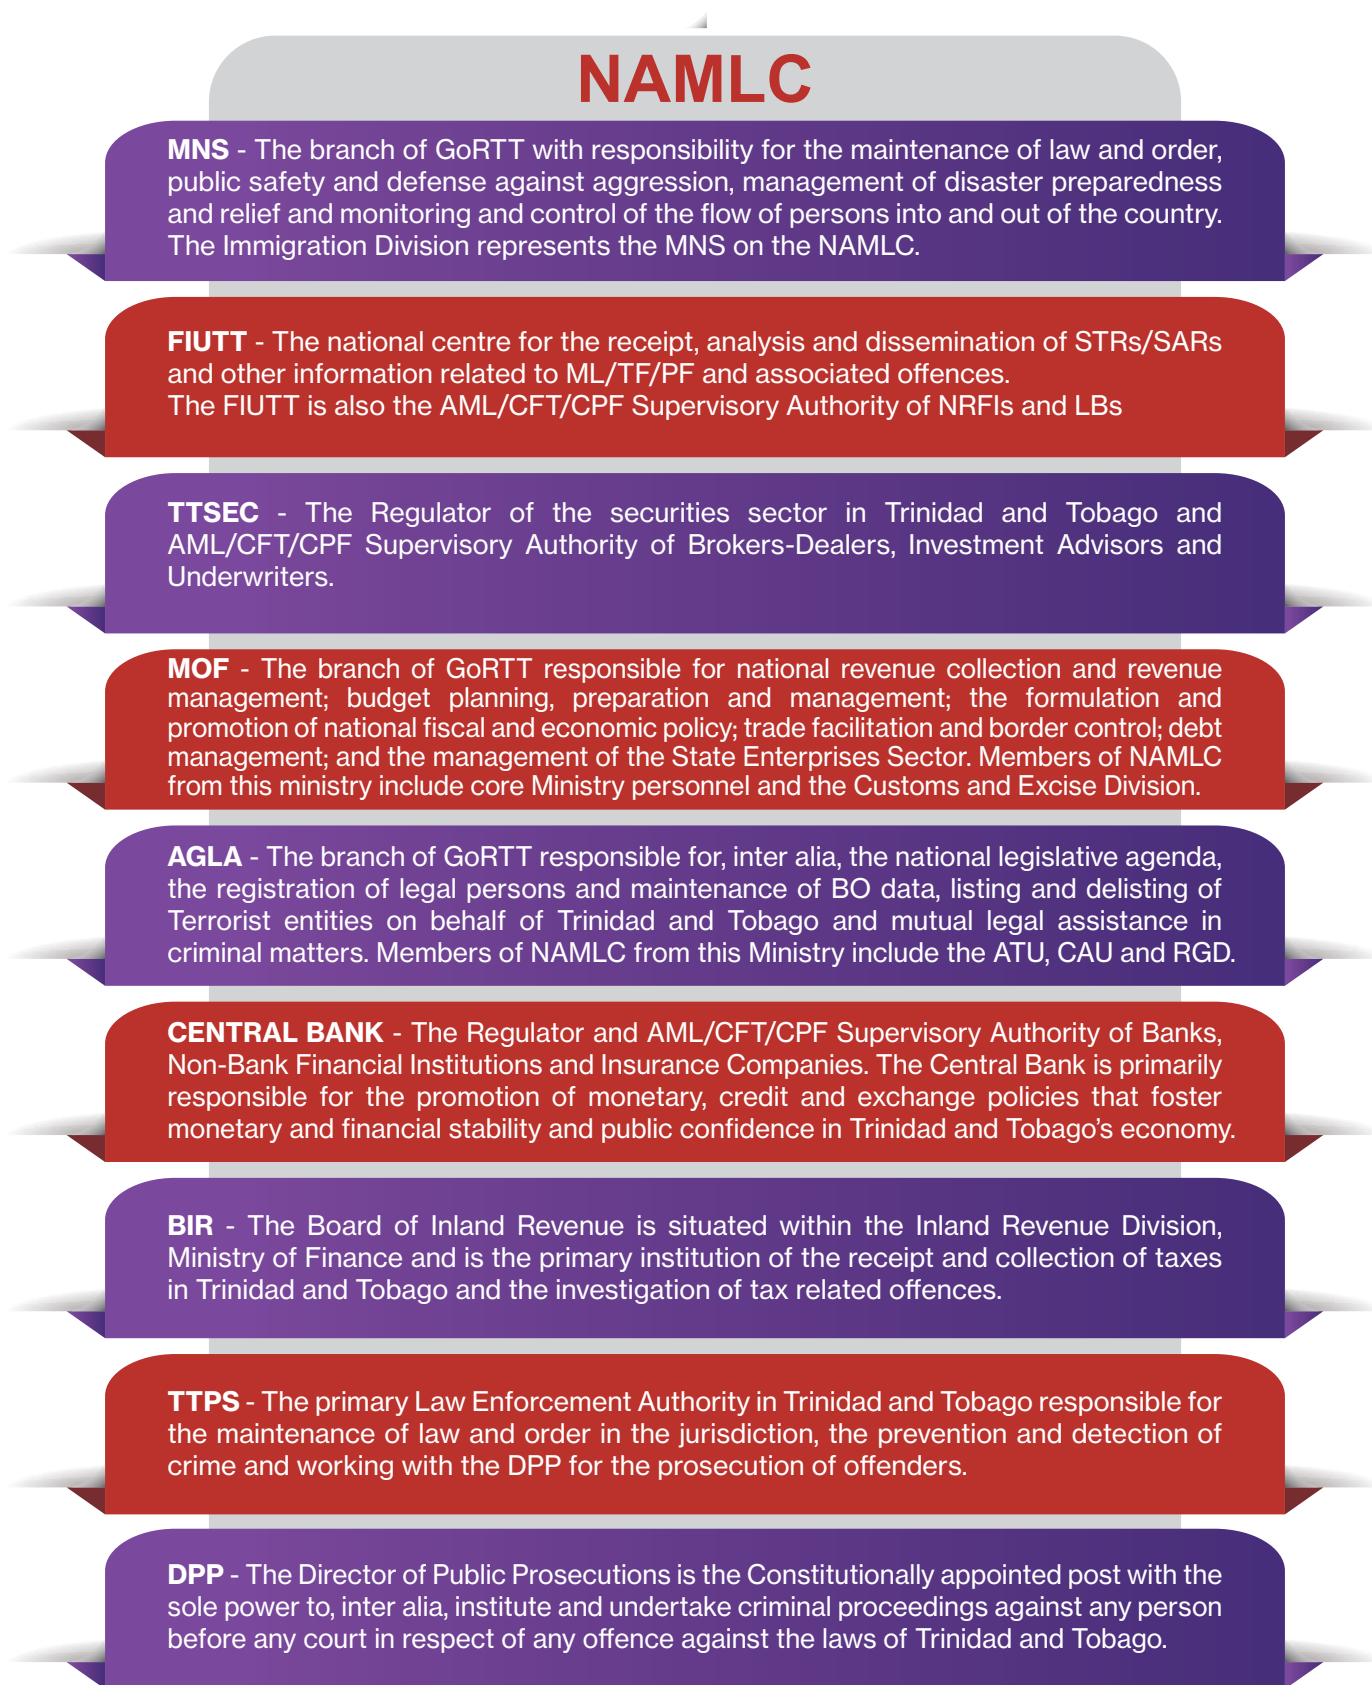 NAMLC
MNS - The branch of GoRTT with responsibility for the maintenance of law and order,
public safety and defense against aggression, management of disaster preparedness
and relief and monitoring and control of the flow of persons into and out of the country.
The Immigration Division represents the MNS on the NAMLC.
FIUTT - The national centre for the receipt, analysis and dissemination of STRs/SARs
and other information related to ML/TF/PF and associated offences.
The FIUTT is also the AML/CFT/CPF Supervisory Authority of NRFIs and LBs
TTSEC - The Regulator of the securities sector in Trinidad and Tobago and
AML/CFT/CPF Supervisory Authority of Brokers-Dealers, Investment Advisors and
Underwriters.
MOF - The branch of GoRTT responsible for national revenue collection and revenue
management; budget planning, preparation and management; the formulation and
promotion of national fiscal and economic policy; trade facilitation and border control; debt
management; and the management of the State Enterprises Sector. Members of NAMLC
from this ministry include core Ministry personnel and the Customs and Excise Division.
AGLA - The branch of GoRTT responsible for, inter alia, the national legislative agenda,
the registration of legal persons and maintenance of BO data, listing and delisting of
Terrorist entities on behalf of Trinidad and Tobago and mutual legal assistance in
criminal matters. Members of NAMLC from this Ministry include the ATU, CAU and RGD.
CENTRAL BANK - The Regulator and AML/CFT/CPF Supervisory Authority of Banks,
Non-Bank Financial Institutions and Insurance Companies. The Central Bank is primarily
responsible for the promotion of monetary, credit and exchange policies that foster
monetary and financial stability and public confidence in Trinidad and Tobago’s economy.
BIR - The Board of Inland Revenue is situated within the Inland Revenue Division,
Ministry of Finance and is the primary institution of the receipt and collection of taxes
in Trinidad and Tobago and the investigation of tax related offences.
TTPS - The primary Law Enforcement Authority in Trinidad and Tobago responsible for
the maintenance of law and order in the jurisdiction, the prevention and detection of
crime and working with the DPP for the prosecution of offenders.
DPP - The Director of Public Prosecutions is the Constitutionally appointed post with the
sole power to, inter alia, institute and undertake criminal proceedings against any person
before any court in respect of any offence against the laws of Trinidad and Tobago.